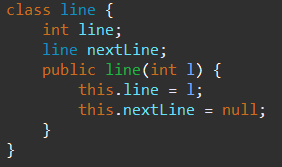 class line {
    int line;
    line nextLine;
    public line(int l) {
        this.line = l;
        this.nextLine = null;
    }
}